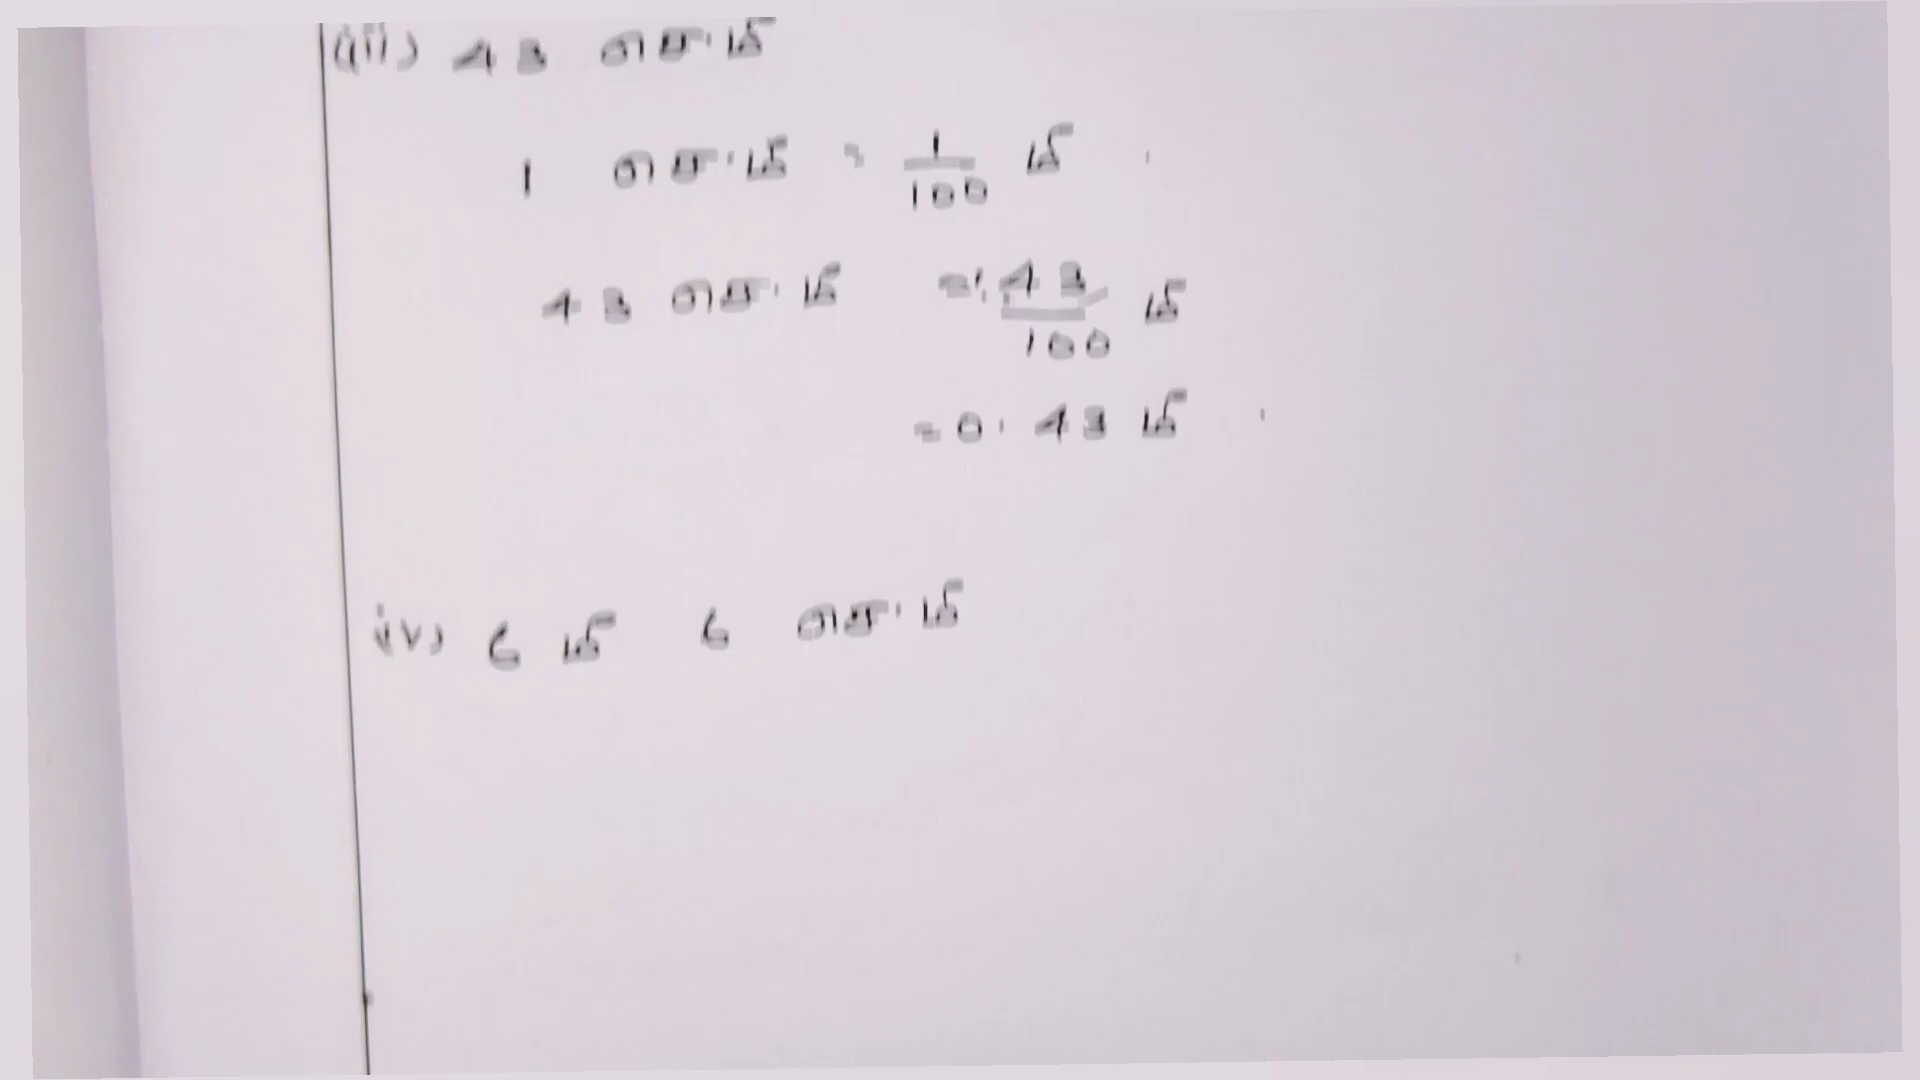 (iii) 43 செ.மீ
1 செ.மீ = 1/100 மீ
43 செ.மீ = 43/100 மீ
= 0.43 மீ
iv) 6 மீ 6 செ.மீ